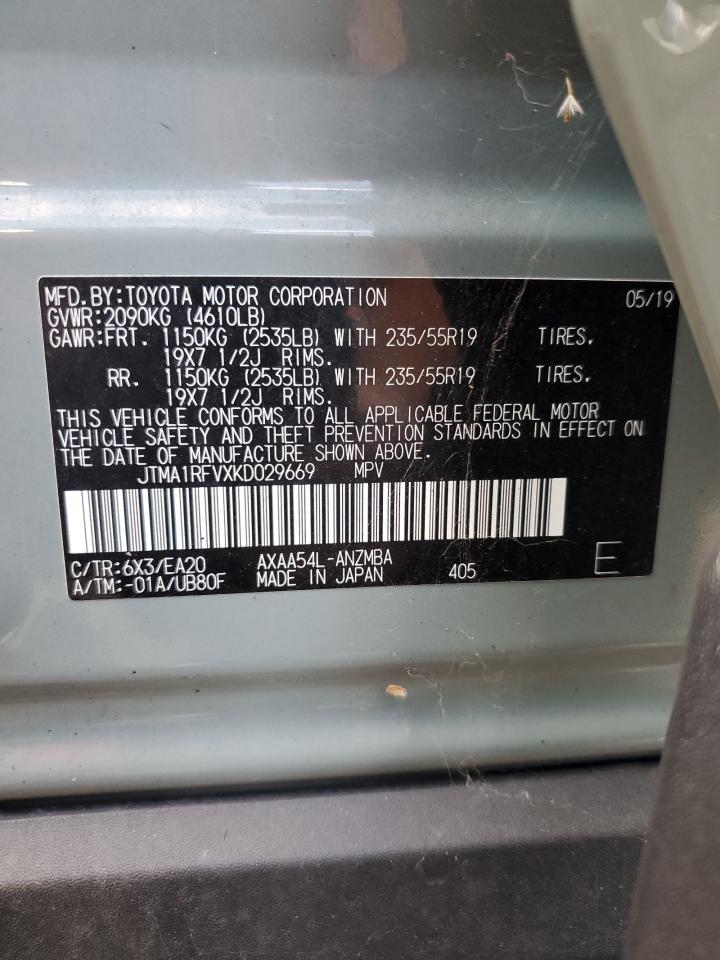 MFD.BY:TOYOTA MOTOR CORPORATION 05/19
GVWR:2090KG (4610LB)
GAWR:FRT. 1150KG (2535LB) WITH 235/55R19 TIRES.
19X7 1/2J RIMS.
RR. 1150KG (2535LB) WITH 235/55R19 TIRES.
19X7 1/2J RIMS.
THIS VEHICLE CONFORMS TO ALL APPLICABLE FEDERAL MOTOR
VEHICLE SAFETY AND THEFT PREVENTION STANDARDS IN EFFECT ON
THE DATE OF MANUFACTURE SHOWN ABOVE.
JTMA1RFVXKD029669 MPV
C/TR:6X3/EA20 AXAA54L-ANZMBA
A/TM:-01A/UB80F MADE IN JAPAN 405 E